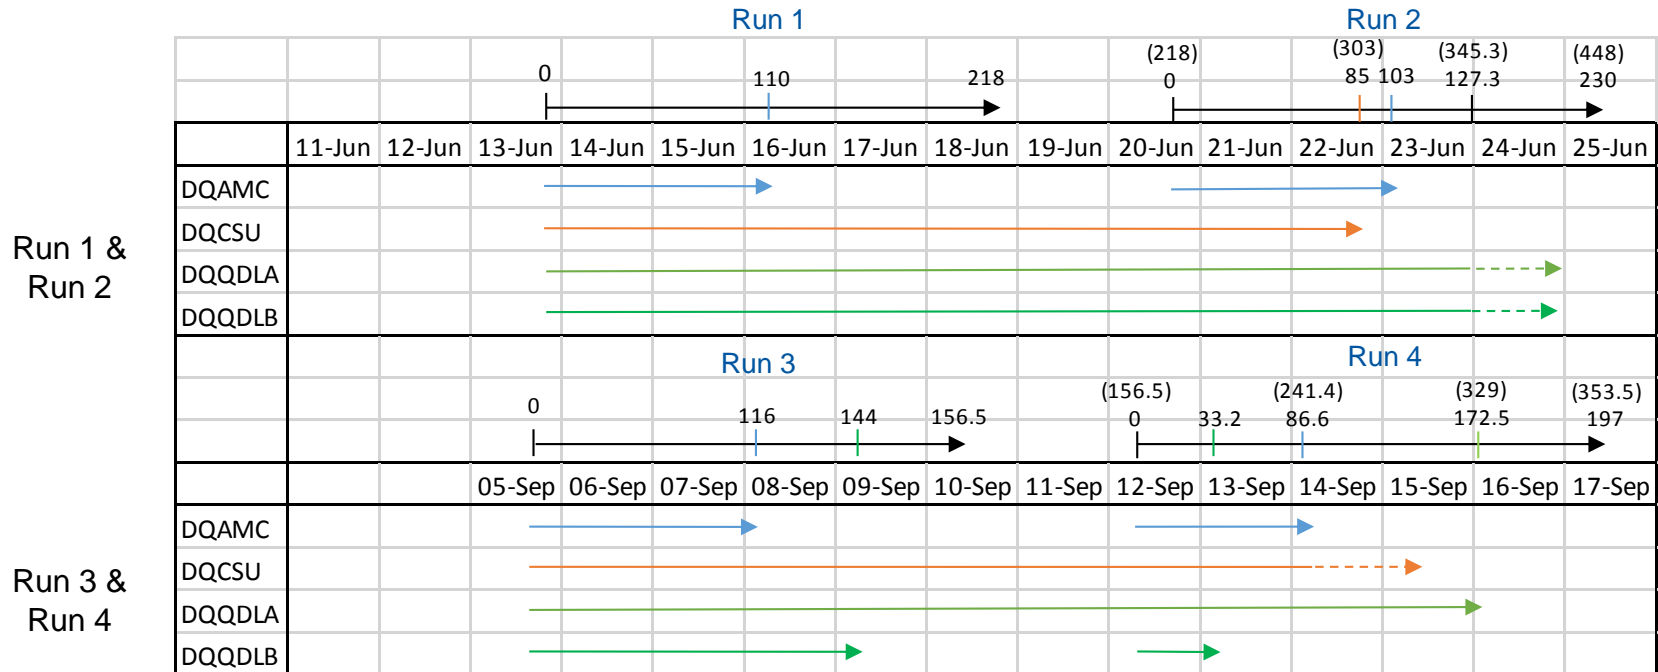 Run 1 Run 2
(218) (303) (345.3) (448)
0 110 218 0 85 103 127.3 230
11-Jun 12-Jun 13-Jun 14-Jun 15-Jun 16-Jun 17-Jun 18-Jun 19-Jun 20-Jun 21-Jun 22-Jun 23-Jun 24-Jun 25-Jun
DQAMC
DQCSU
Run 1 &
Run 2
DQQDLA
DQQDLB
Run 3 Run 4
(156.5) (241.4) (329) (353.5)
0 116 144 156.5 0 33.2 86.6 172.5 197
05-Sep 06-Sep 07-Sep 08-Sep 09-Sep 10-Sep 11-Sep 12-Sep 13-Sep 14-Sep 15-Sep 16-Sep 17-Sep
DQAMC
DQCSU
Run 3 &
Run 4
DQQDLA
DQQDLB